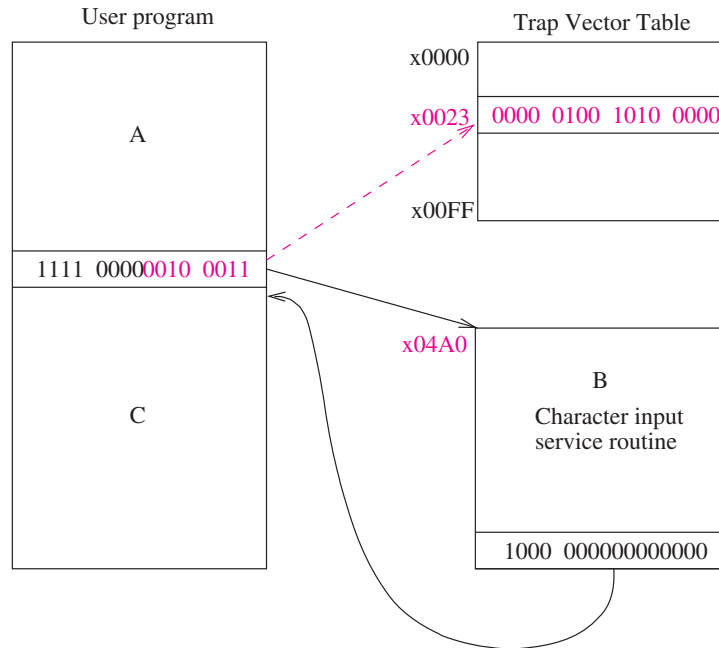 User program
A
1111 0000 0010 0011
C
Trap Vector Table
x0000
x0023
0000 0100 1010 0000
x00FF
x04A0
B
Character input
service routine
1000 000000000000